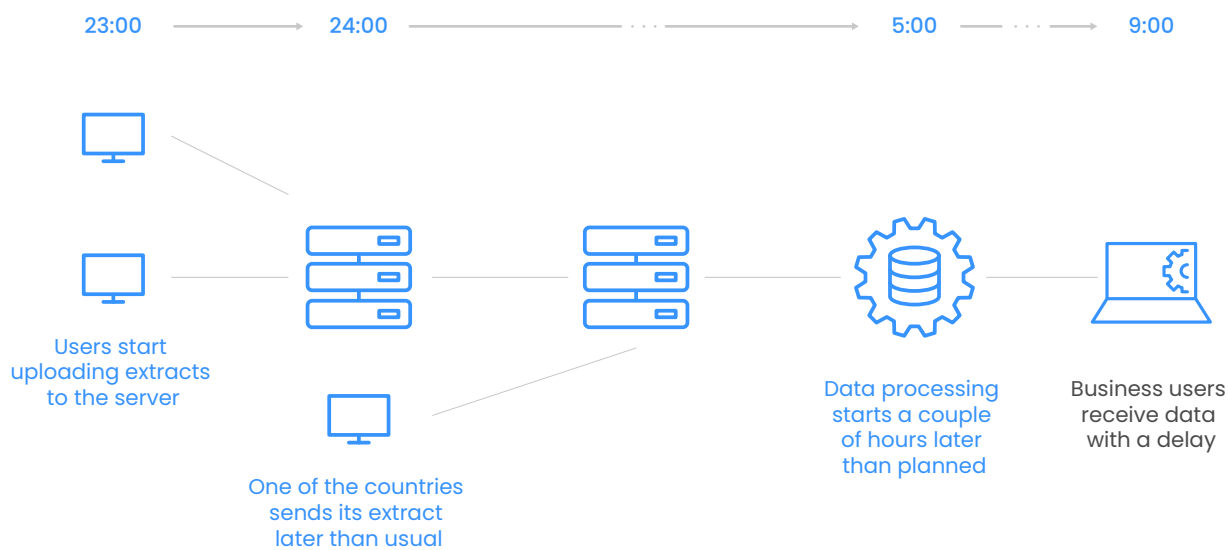 23:00
24:00
5:00
9:00
Users start
uploading extracts
to the server
One of the countries
sends its extract
later than usual
Data processing
starts a couple
of hours later
than planned
Business users
receive data
with a delay